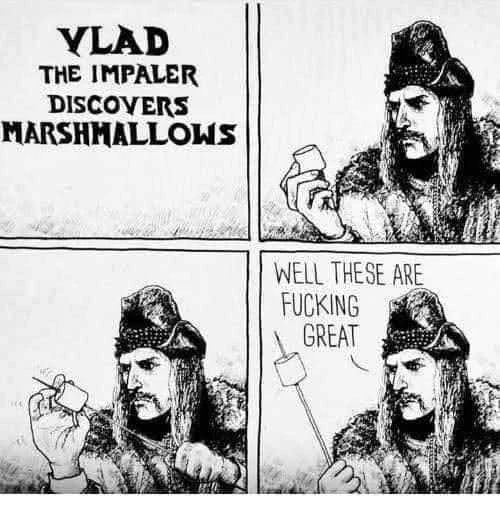 VLAD
THE IMPALER
DISCOVERS
MARSHMALLOWS
WELL THESE ARE
FUCKING
GREAT